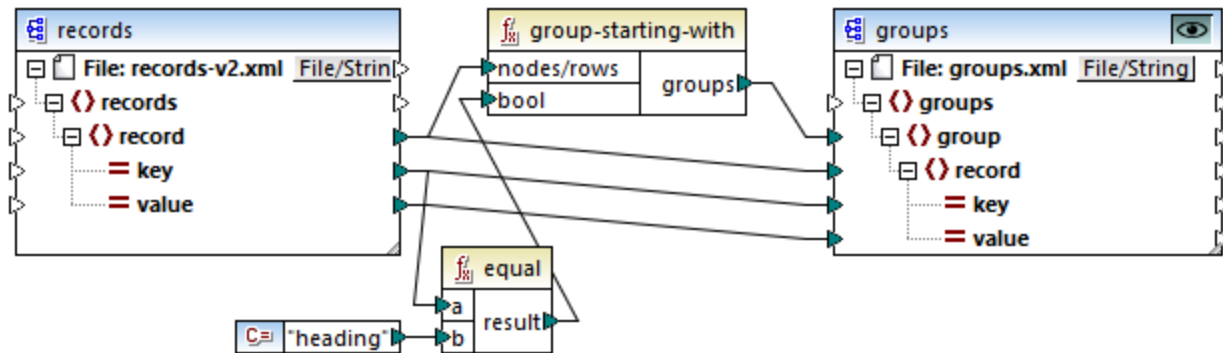 records
File: records-v2.xml File/Strin
records
record
key
value
group-starting-with
nodes/rows
bool
groups
groups
File: groups.xml File/String
groups
group
record
key
value
equal
a
b
result
C= "heading"